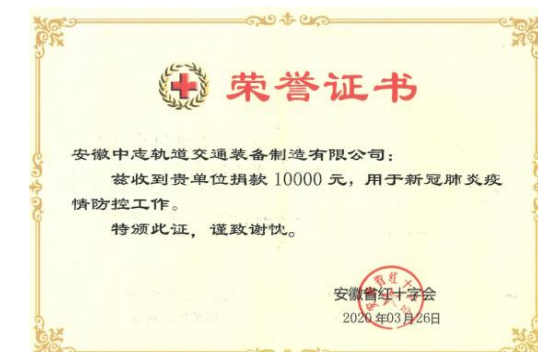 荣誉证书
安徽中志轨道交通装备制造有限公司：
兹收到贵单位捐款 10000 元，用于新冠肺炎疫
情防控工作。
特颁此证，谨致谢忱。
安徽省红十字会
2020年03月26日